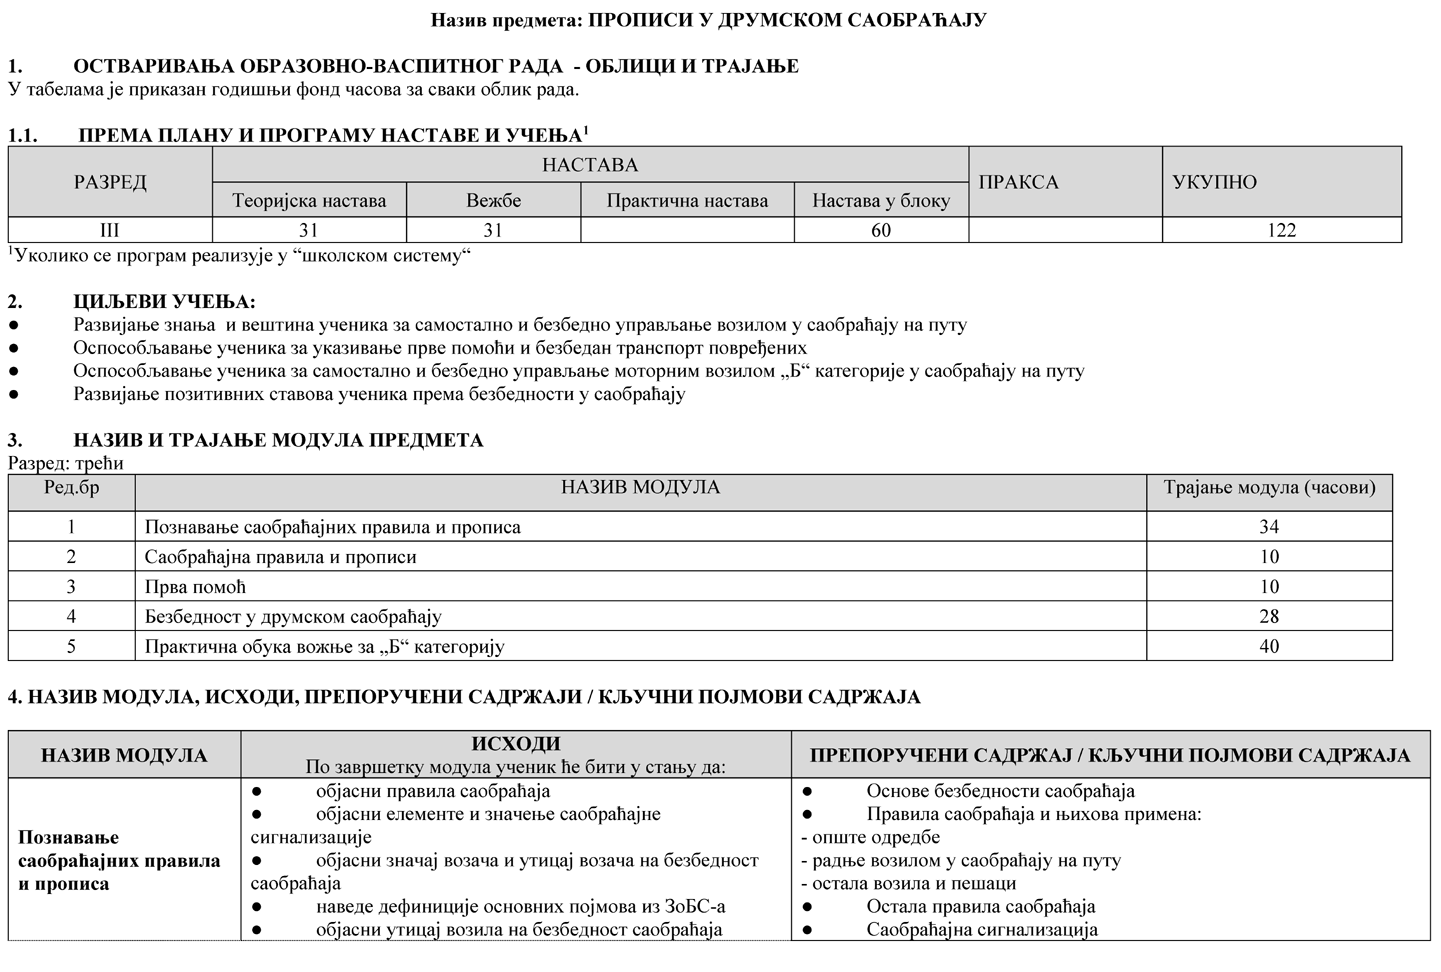 Назив предмета: ПРОПИСИ У ДРУМСКОМ САОБРАЋАЈУ
1. ОСТВАРИВАЊА ОБРАЗОВНО-ВАСПИТНОГ РАДА - ОБЛИЦИ И ТРАЈАЊЕ
У табелама је приказан годишњи фонд часова за сваки облик рада.
1.1. ПРЕМА ПЛАНУ И ПРОГРАМУ НАСТАВЕ И УЧЕЊА¹
РАЗРЕД НАСТАВА ПРАКСА УКУПНО
Теоријска настава Вежбе Практична настава Настава у блоку
III 31 31 60 122
¹Уколико се програм реализује у “школском систему“
2. ЦИЉЕВИ УЧЕЊА:
● Развијање знања и вештина ученика за самостално и безбедно управљање возилом у саобраћају на путу
● Оспособљавање ученика за указивање прве помоћи и безбедан транспорт повређених
● Оспособљавање ученика за самостално и безбедно управљање моторним возилом „Б“ категорије у саобраћају на путу
● Развијање позитивних ставова ученика према безбедности у саобраћају
3. НАЗИВ И ТРАЈАЊЕ МОДУЛА ПРЕДМЕТА
Разред: трећи
Ред.бр НАЗИВ МОДУЛА Трајање модула (часови)
1 Познавање саобраћајних правила и прописа 34
2 Саобраћајна правила и прописи 10
3 Прва помоћ 10
4 Безбедност у друмском саобраћају 28
5 Практична обука вожње за „Б“ категорију 40
4. НАЗИВ МОДУЛА, ИСХОДИ, ПРЕПОРУЧЕНИ САДРЖАЈИ / КЉУЧНИ ПОЈМОВИ САДРЖАЈА
НАЗИВ МОДУЛА
ИСХОДИ
По завршетку модула ученик ће бити у стању да:
ПРЕПОРУЧЕНИ САДРЖАЈ / КЉУЧНИ ПОЈМОВИ САДРЖАЈА
Познавање
саобраћајних правила
и прописа
● објасни правила саобраћаја
● објасни елементе и значење саобраћајне
сигнализације
● објасни значај возача и утицај возача на безбедност
саобраћаја
● наведе дефиниције основних појмова из ЗоБС-а
● објасни утицај возила на безбедност саобраћаја
● Основе безбедности саобраћаја
● Правила саобраћаја и њихова примена:
- опште одредбе
- радње возилом у саобраћају на путу
- остала возила и пешаци
● Остала правила саобраћаја
● Саобраћајна сигнализација